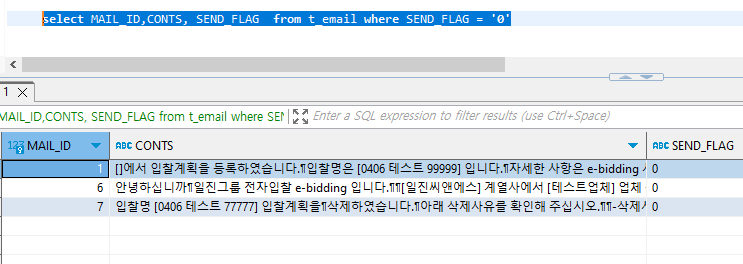 select MAIL_ID,CONTS, SEND_FLAG  from t_email where SEND_FLAG = '0'
1
MAIL_ID,CONTS, SEND_FLAG from t_email where SEN
Enter a SQL expression to filter results (use Ctrl+Space)
123 MAIL_ID ABC CONTS ABC SEND_FLAG
1 []에서 입찰계획을 등록하였습니다.¶입찰명은 [0406 테스트 99999] 입니다.¶자세한 사항은 e-bidding 0
6 안녕하십니까¶일진그룹 전자입찰 e-bidding 입니다.¶¶[일진씨앤에스] 계열사에서 [테스트업체] 업체 0
7 입찰명 [0406 테스트 77777] 입찰계획을¶삭제하였습니다.¶아래 삭제사유를 확인해 주십시오.¶¶-삭제사 0